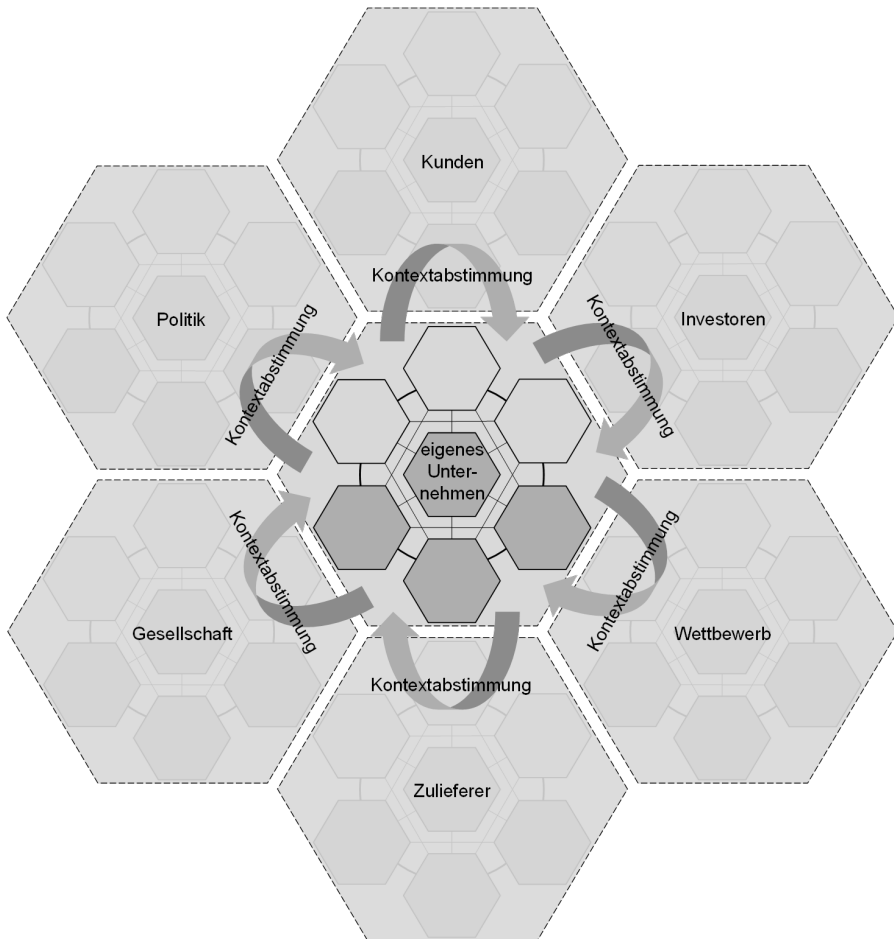 Kunden
Kontextabstimmung
Politik
Investoren
Kontextabstimmung
Kontextabstimmung
eigenes
Unter-
nehmen
Kontextabstimmung
Kontextabstimmung
Gesellschaft
Wettbewerb
Kontextabstimmung
Zulieferer